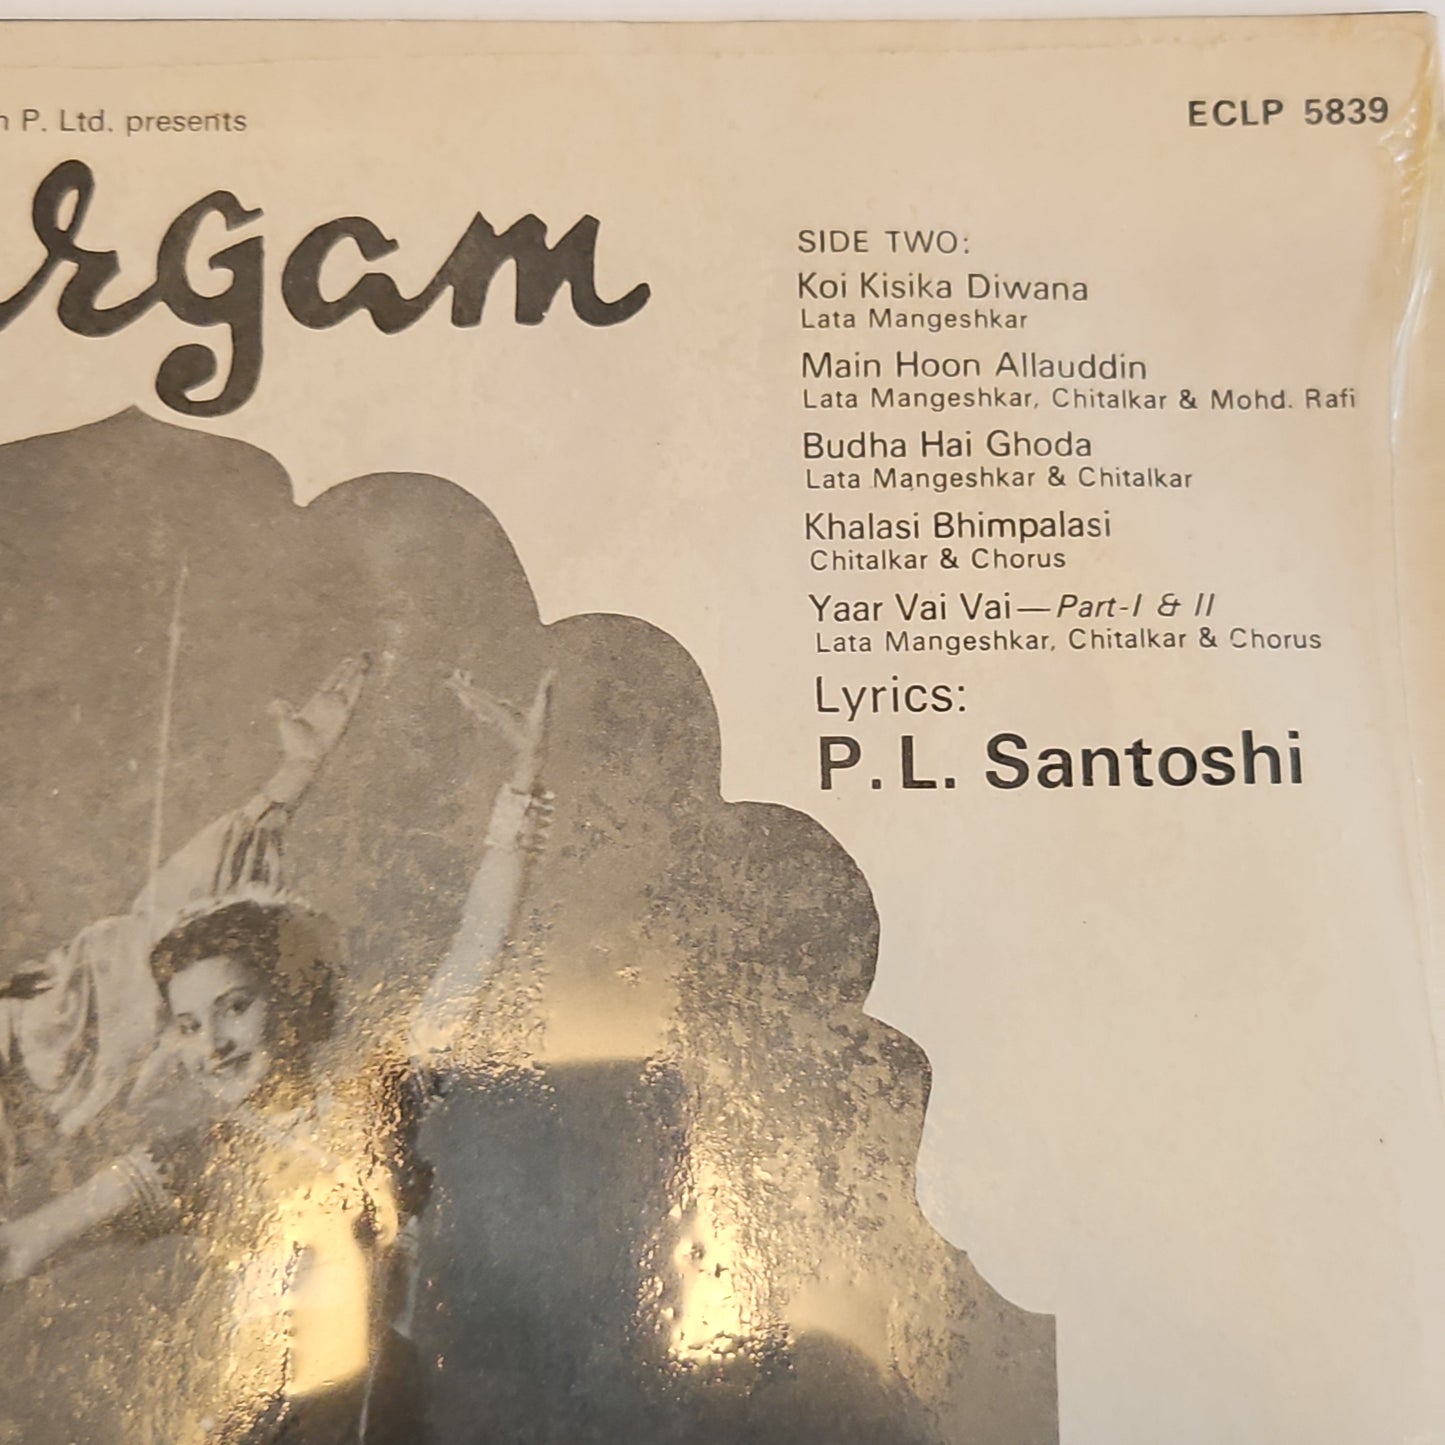 P. Ltd. presents
ECLP 5839
rgam
SIDE TWO:
Koi Kisika Diwana
Lata Mangeshkar
Main Hoon Allauddin
Lata Mangeshkar, Chitalkar & Mohd. Rafi
Budha Hai Ghoda
Lata Mangeshkar & Chitalkar
Khalasi Bhimpalasi
Chitalkar & Chorus
Yaar Vai Vai—Part-I & II
Lata Mangeshkar, Chitalkar & Chorus
Lyrics:
P. L. Santoshi